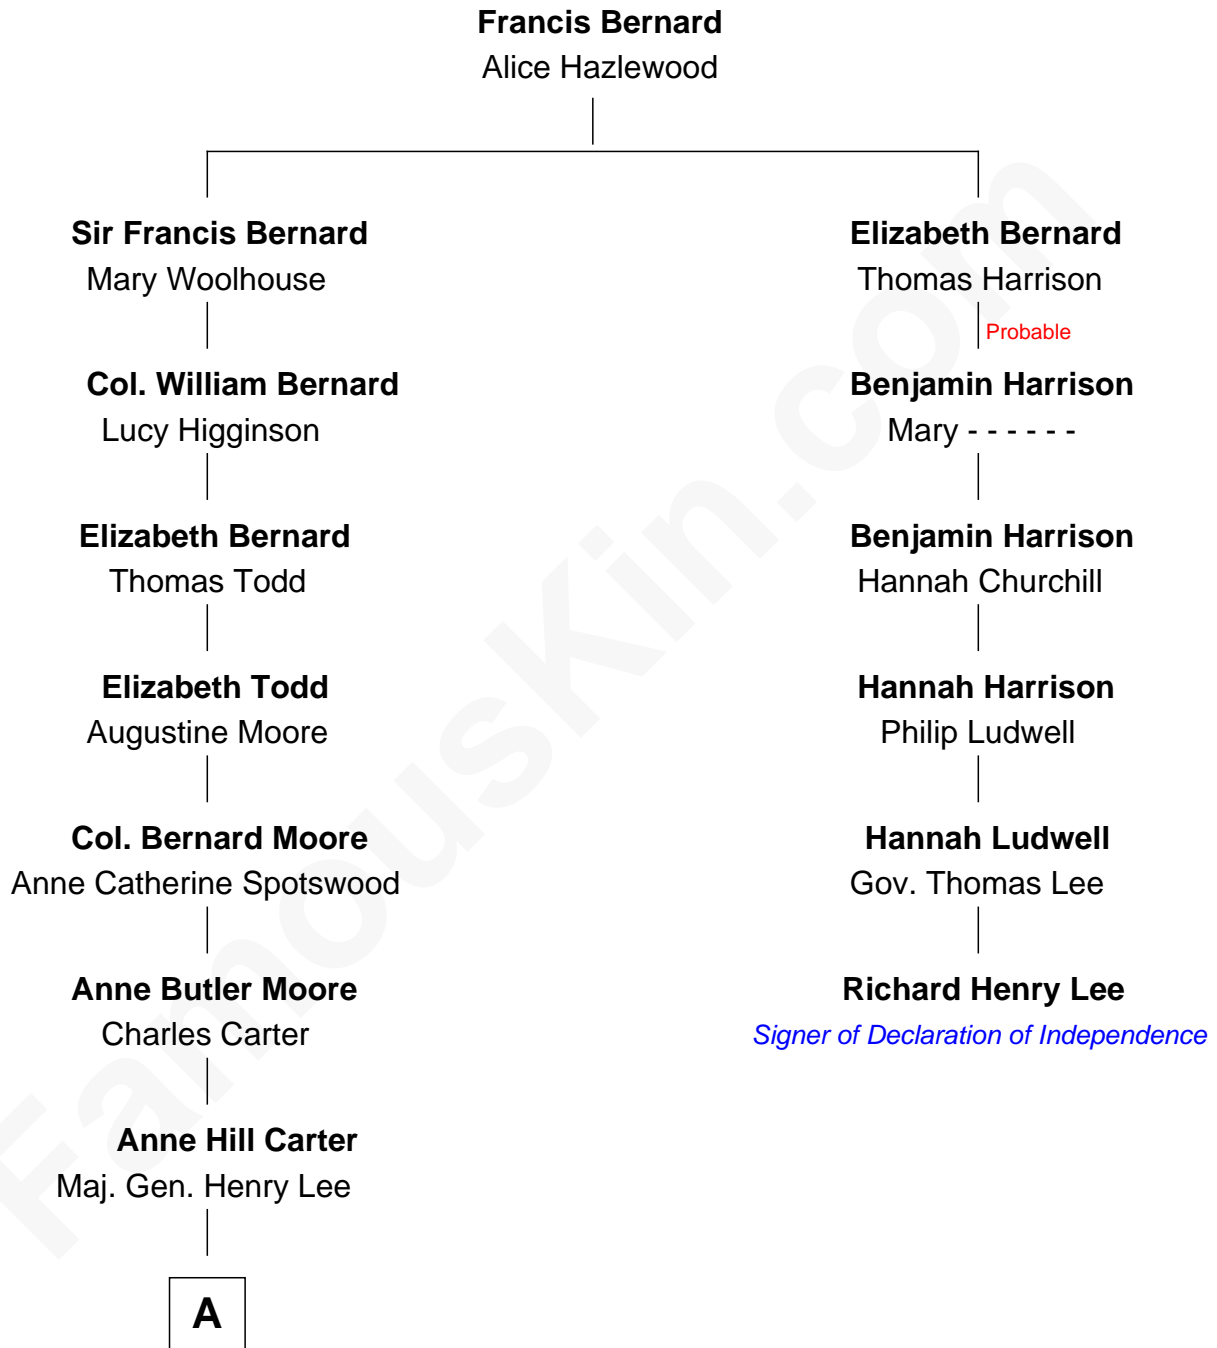 Francis Bernard
Alice Hazlewood
Sir Francis Bernard
Mary Woolhouse
Elizabeth Bernard
Thomas Harrison
Probable
Col. William Bernard
Lucy Higginson
Benjamin Harrison
Mary - - - - - -
Elizabeth Bernard
Thomas Todd
Benjamin Harrison
Hannah Churchill
Elizabeth Todd
Augustine Moore
Hannah Harrison
Philip Ludwell
Col. Bernard Moore
Anne Catherine Spotswood
Hannah Ludwell
Gov. Thomas Lee
Anne Butler Moore
Charles Carter
Richard Henry Lee
Signer of Declaration of Independence
Anne Hill Carter
Maj. Gen. Henry Lee
A
FamousKin.com